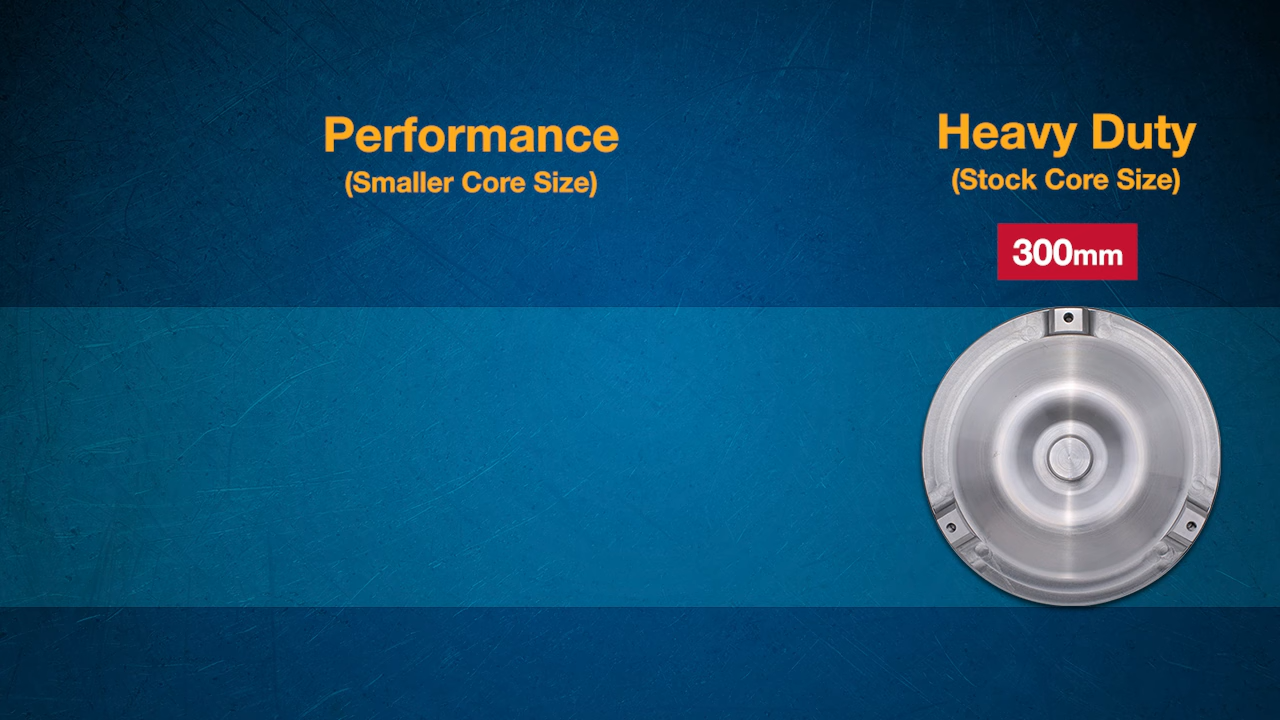 Performance
(Smaller Core Size)
Heavy Duty
(Stock Core Size)
300mm